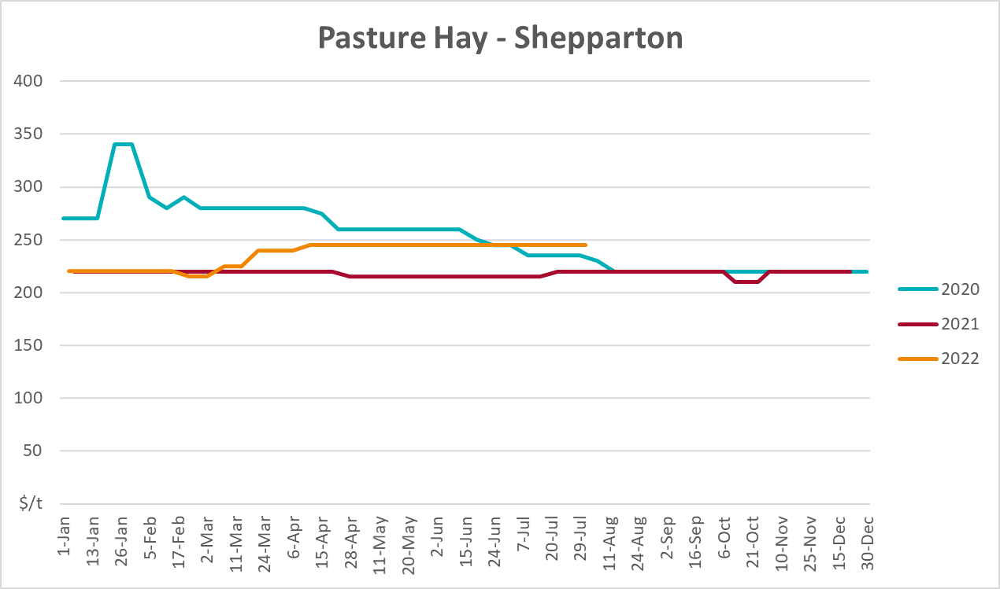 Pasture Hay - Shepparton
400
350
300
250
200
150
100
50
$/t
1-Jan
13-Jan
26-Jan
5-Feb
17-Feb
2-Mar
11-Mar
24-Mar
6-Apr
15-Apr
28-Apr
11-May
20-May
2-Jun
15-Jun
24-Jun
7-Jul
20-Jul
29-Jul
11-Aug
24-Aug
2-Sep
16-Sep
6-Oct
21-Oct
10-Nov
25-Nov
15-Dec
30-Dec
2020
2021
2022